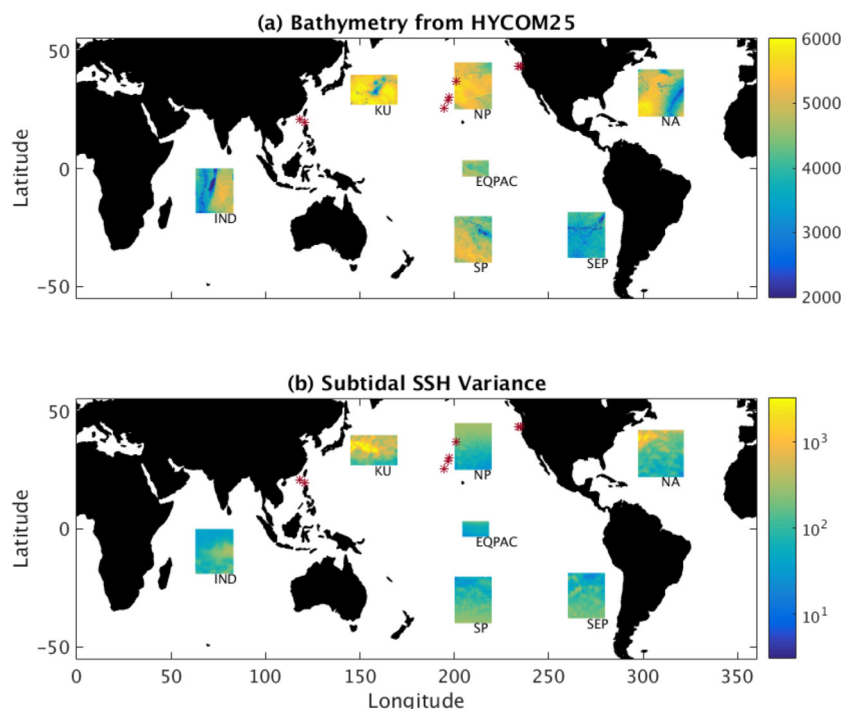 (a) Bathymetry from HYCOM25
50
0
−50
Latitude
KU
NP
NA
EQPAC
IND
SP
SEP
6000
5000
4000
3000
2000
(b) Subtidal SSH Variance
50
0
−50
Latitude
KU
NP
NA
EQPAC
IND
SP
SEP
10³
10²
10¹
0 50 100 150 200 250 300 350
Longitude